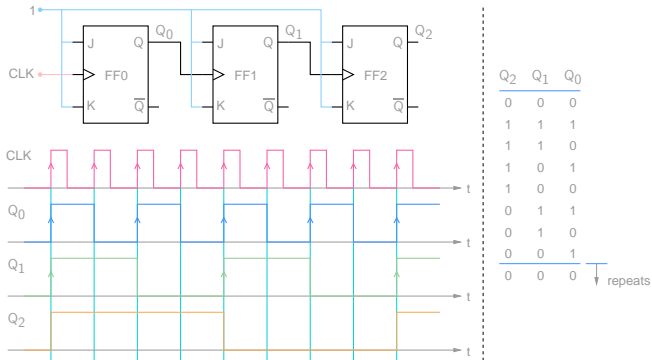 1
Q0 Q1 Q2
J Q J Q J Q
CLK FF0 FF1 FF2
K Q̅ K Q̅ K Q̅
CLK
t
Q0
t
Q1
t
Q2
t
Q2 Q1 Q0
0 0 0
1 1 1
1 1 0
1 0 1
1 0 0
0 1 1
0 1 0
0 0 1
0 0 0
repeats